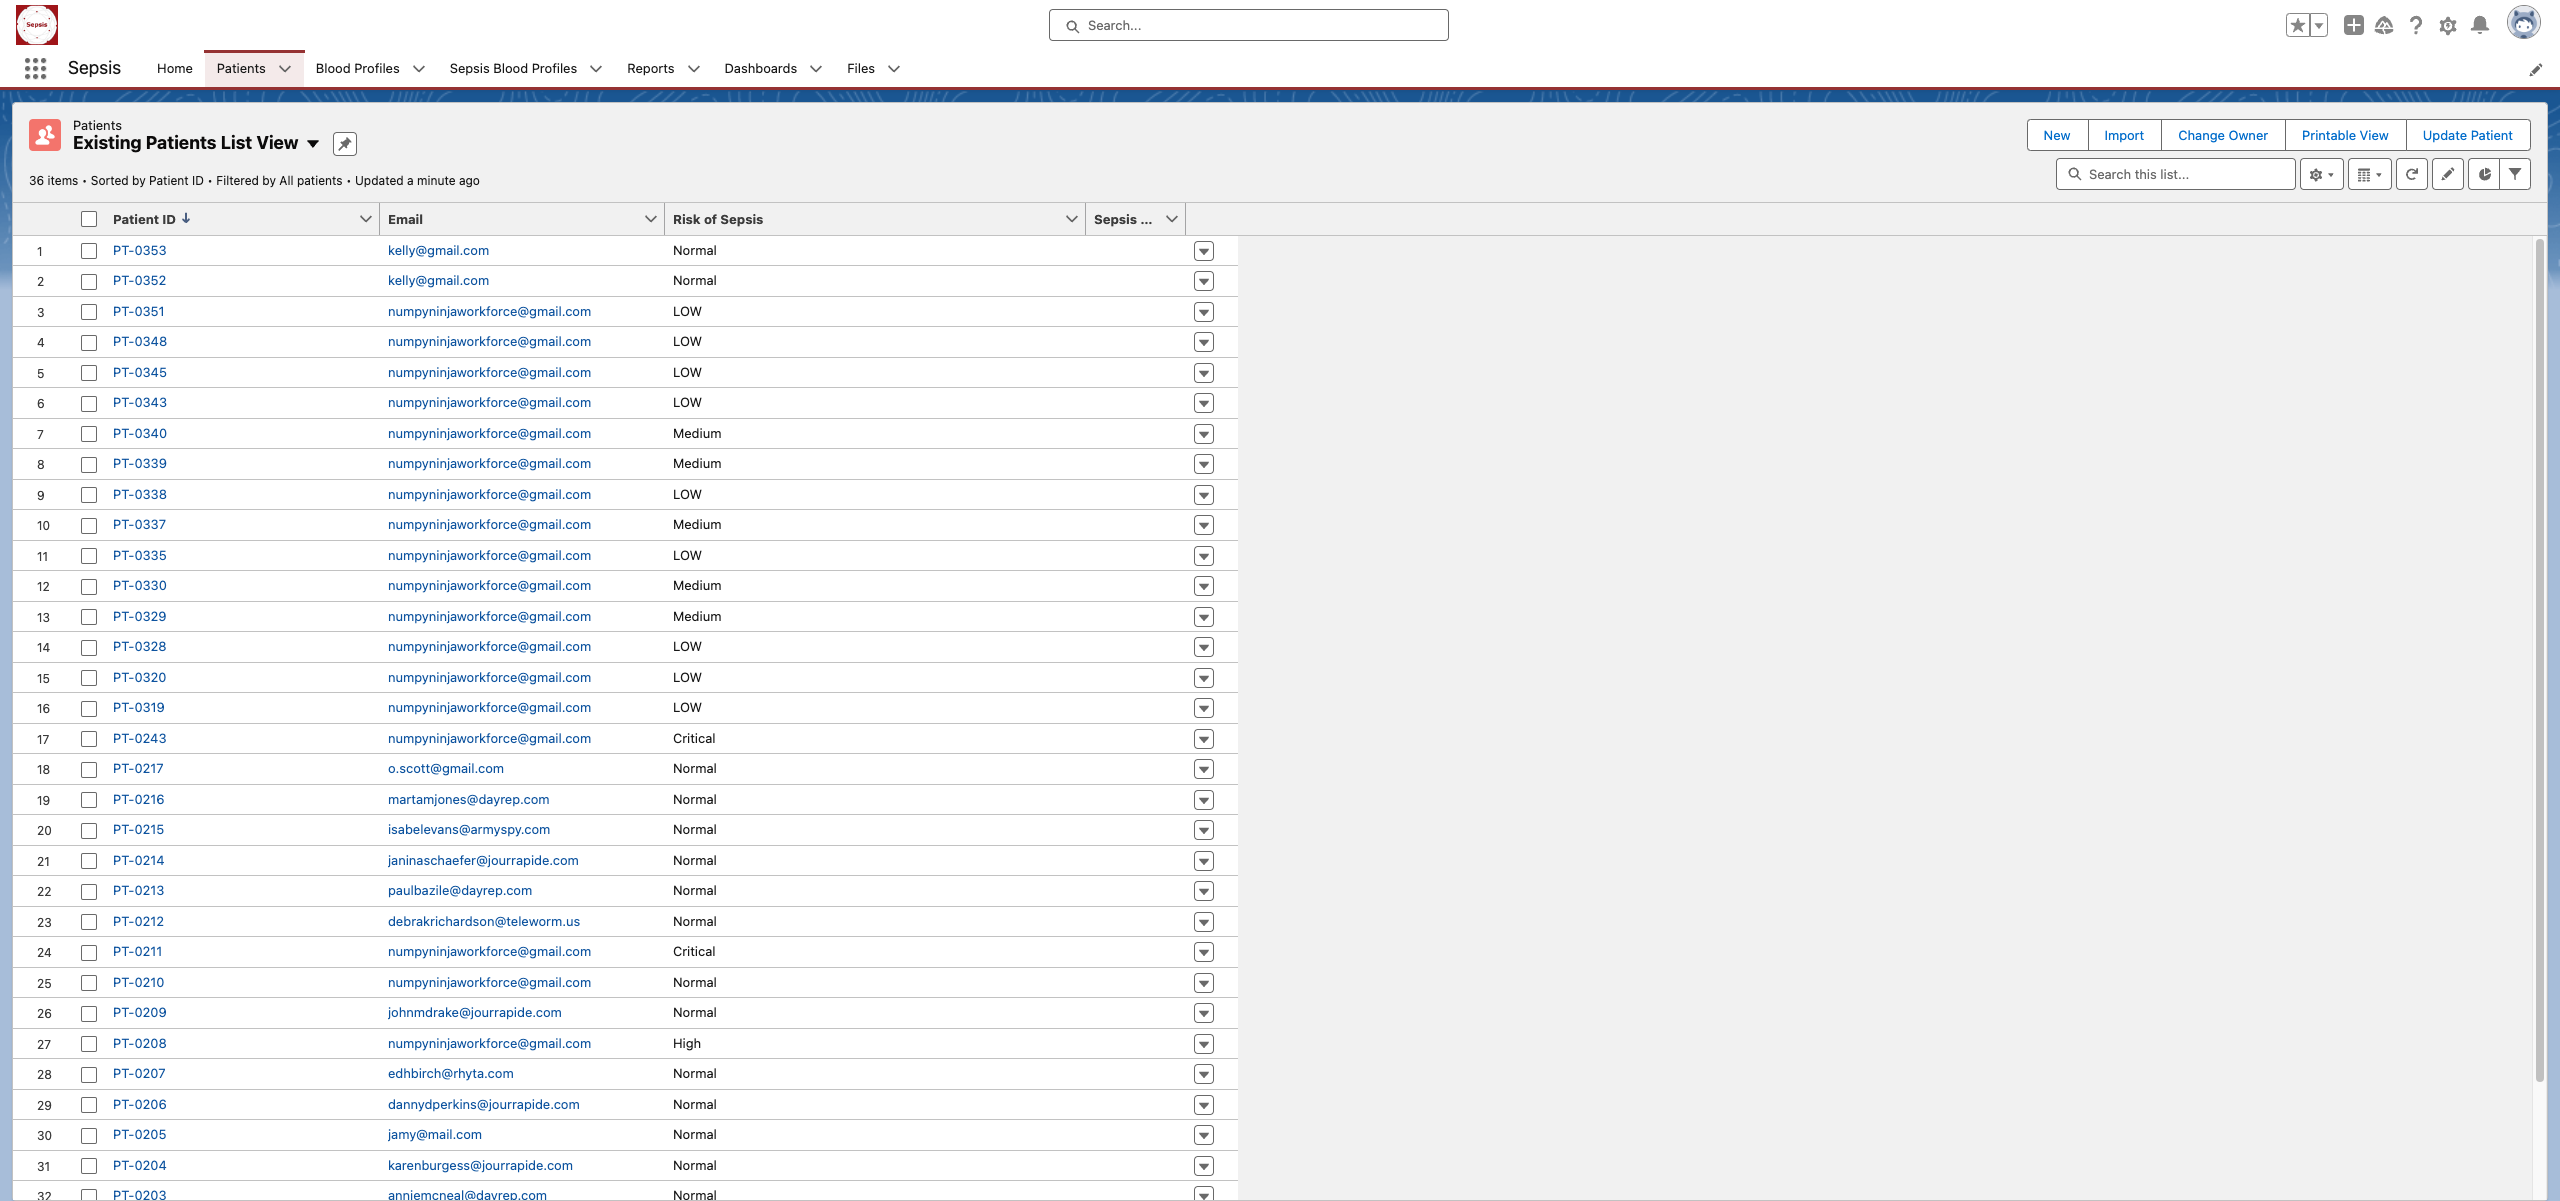 Sepsis
Search...
Sepsis Home Patients Blood Profiles Sepsis Blood Profiles Reports Dashboards Files
Patients
Existing Patients List View
New Import Change Owner Printable View Update Patient
36 items • Sorted by Patient ID • Filtered by All patients • Updated a minute ago
Search this list...
Patient ID Email Risk of Sepsis Sepsis ...
1 PT-0353 kelly@gmail.com Normal
2 PT-0352 kelly@gmail.com Normal
3 PT-0351 numpyninjaworkforce@gmail.com LOW
4 PT-0348 numpyninjaworkforce@gmail.com LOW
5 PT-0345 numpyninjaworkforce@gmail.com LOW
6 PT-0343 numpyninjaworkforce@gmail.com LOW
7 PT-0340 numpyninjaworkforce@gmail.com Medium
8 PT-0339 numpyninjaworkforce@gmail.com Medium
9 PT-0338 numpyninjaworkforce@gmail.com LOW
10 PT-0337 numpyninjaworkforce@gmail.com Medium
11 PT-0335 numpyninjaworkforce@gmail.com LOW
12 PT-0330 numpyninjaworkforce@gmail.com Medium
13 PT-0329 numpyninjaworkforce@gmail.com Medium
14 PT-0328 numpyninjaworkforce@gmail.com LOW
15 PT-0320 numpyninjaworkforce@gmail.com LOW
16 PT-0319 numpyninjaworkforce@gmail.com LOW
17 PT-0243 numpyninjaworkforce@gmail.com Critical
18 PT-0217 o.scott@gmail.com Normal
19 PT-0216 martamjones@dayrep.com Normal
20 PT-0215 isabelevans@armyspy.com Normal
21 PT-0214 janinaschaefer@jourrapide.com Normal
22 PT-0213 paulbazile@dayrep.com Normal
23 PT-0212 debrakrichardson@teleworm.us Normal
24 PT-0211 numpyninjaworkforce@gmail.com Critical
25 PT-0210 numpyninjaworkforce@gmail.com Normal
26 PT-0209 johnmdrake@jourrapide.com Normal
27 PT-0208 numpyninjaworkforce@gmail.com High
28 PT-0207 edhbirch@rhyta.com Normal
29 PT-0206 dannydperkins@jourrapide.com Normal
30 PT-0205 jamy@mail.com Normal
31 PT-0204 karenburgess@jourrapide.com Normal
32 PT-0203 anniemcneal@dayrep.com Normal